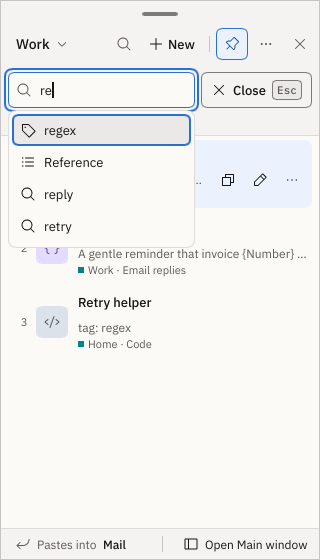 Work New
re Close Esc
regex
Reference
reply
retry
...
2 { } A gentle reminder that invoice {Number} ...
Work · Email replies
Retry helper
3 </> tag: regex
Home · Code
Pastes into Mail Open Main window